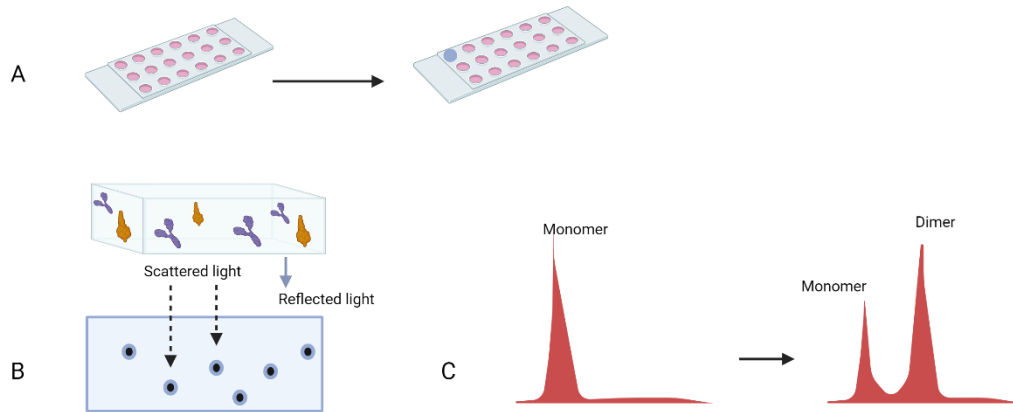 A
Scattered light
Reflected light
B
Monomer
Dimer
Monomer
C